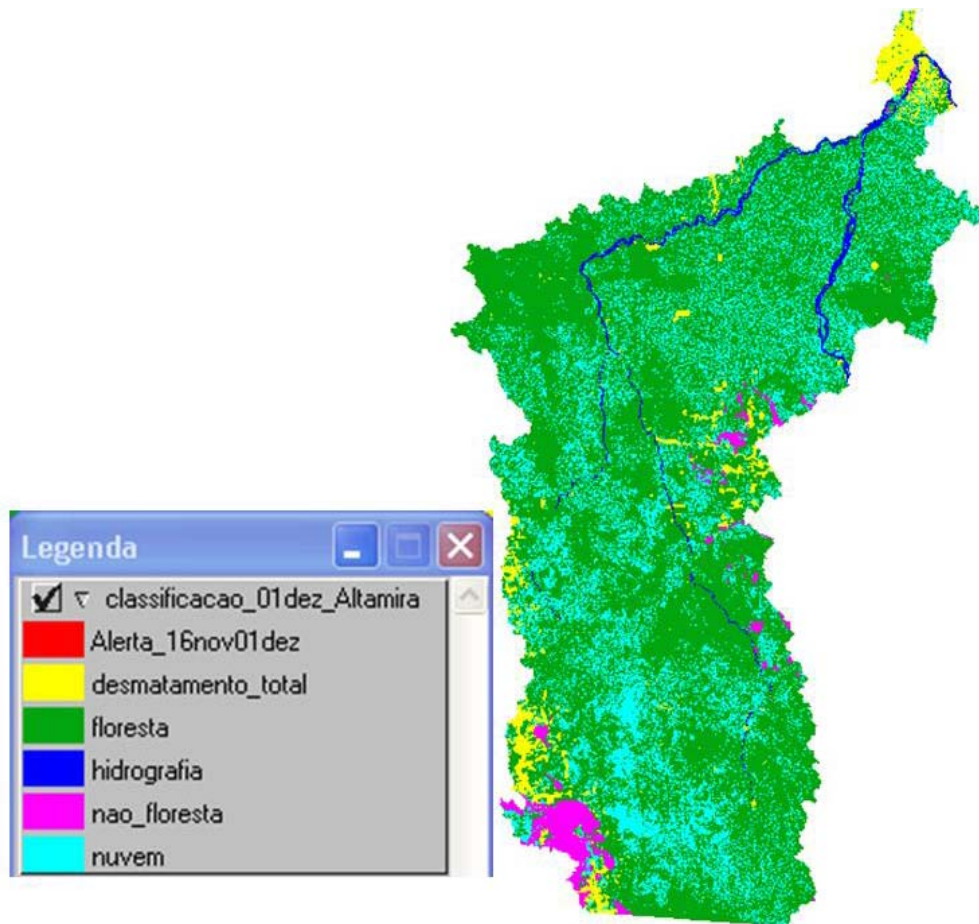 Legenda
classificacao_01dez_Altamira
Alerta_16nov01dez
desmatamento_total
floresta
hidrografia
nao_floresta
nuvem